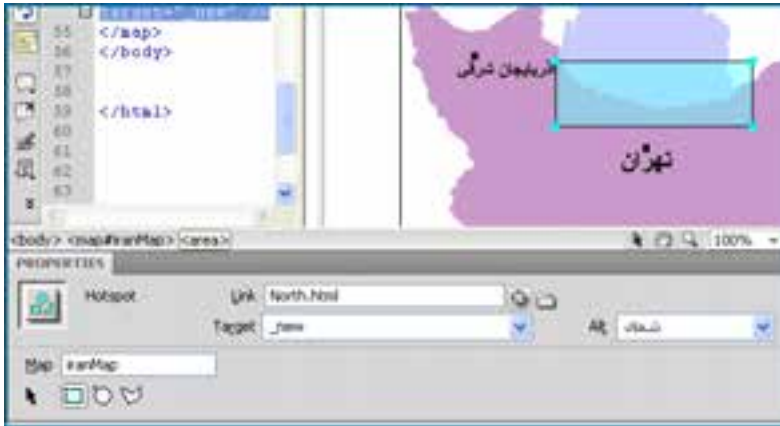 55 </map>
56 </body>
57
58
59 </html>
60
61
62
63
آذربایجان شرقی
تهران
<body> <map#iranMap> <area>
100%
PROPERTIES
Hotspot
Link North.html
Target _new
Alt شمال
Map iranMap